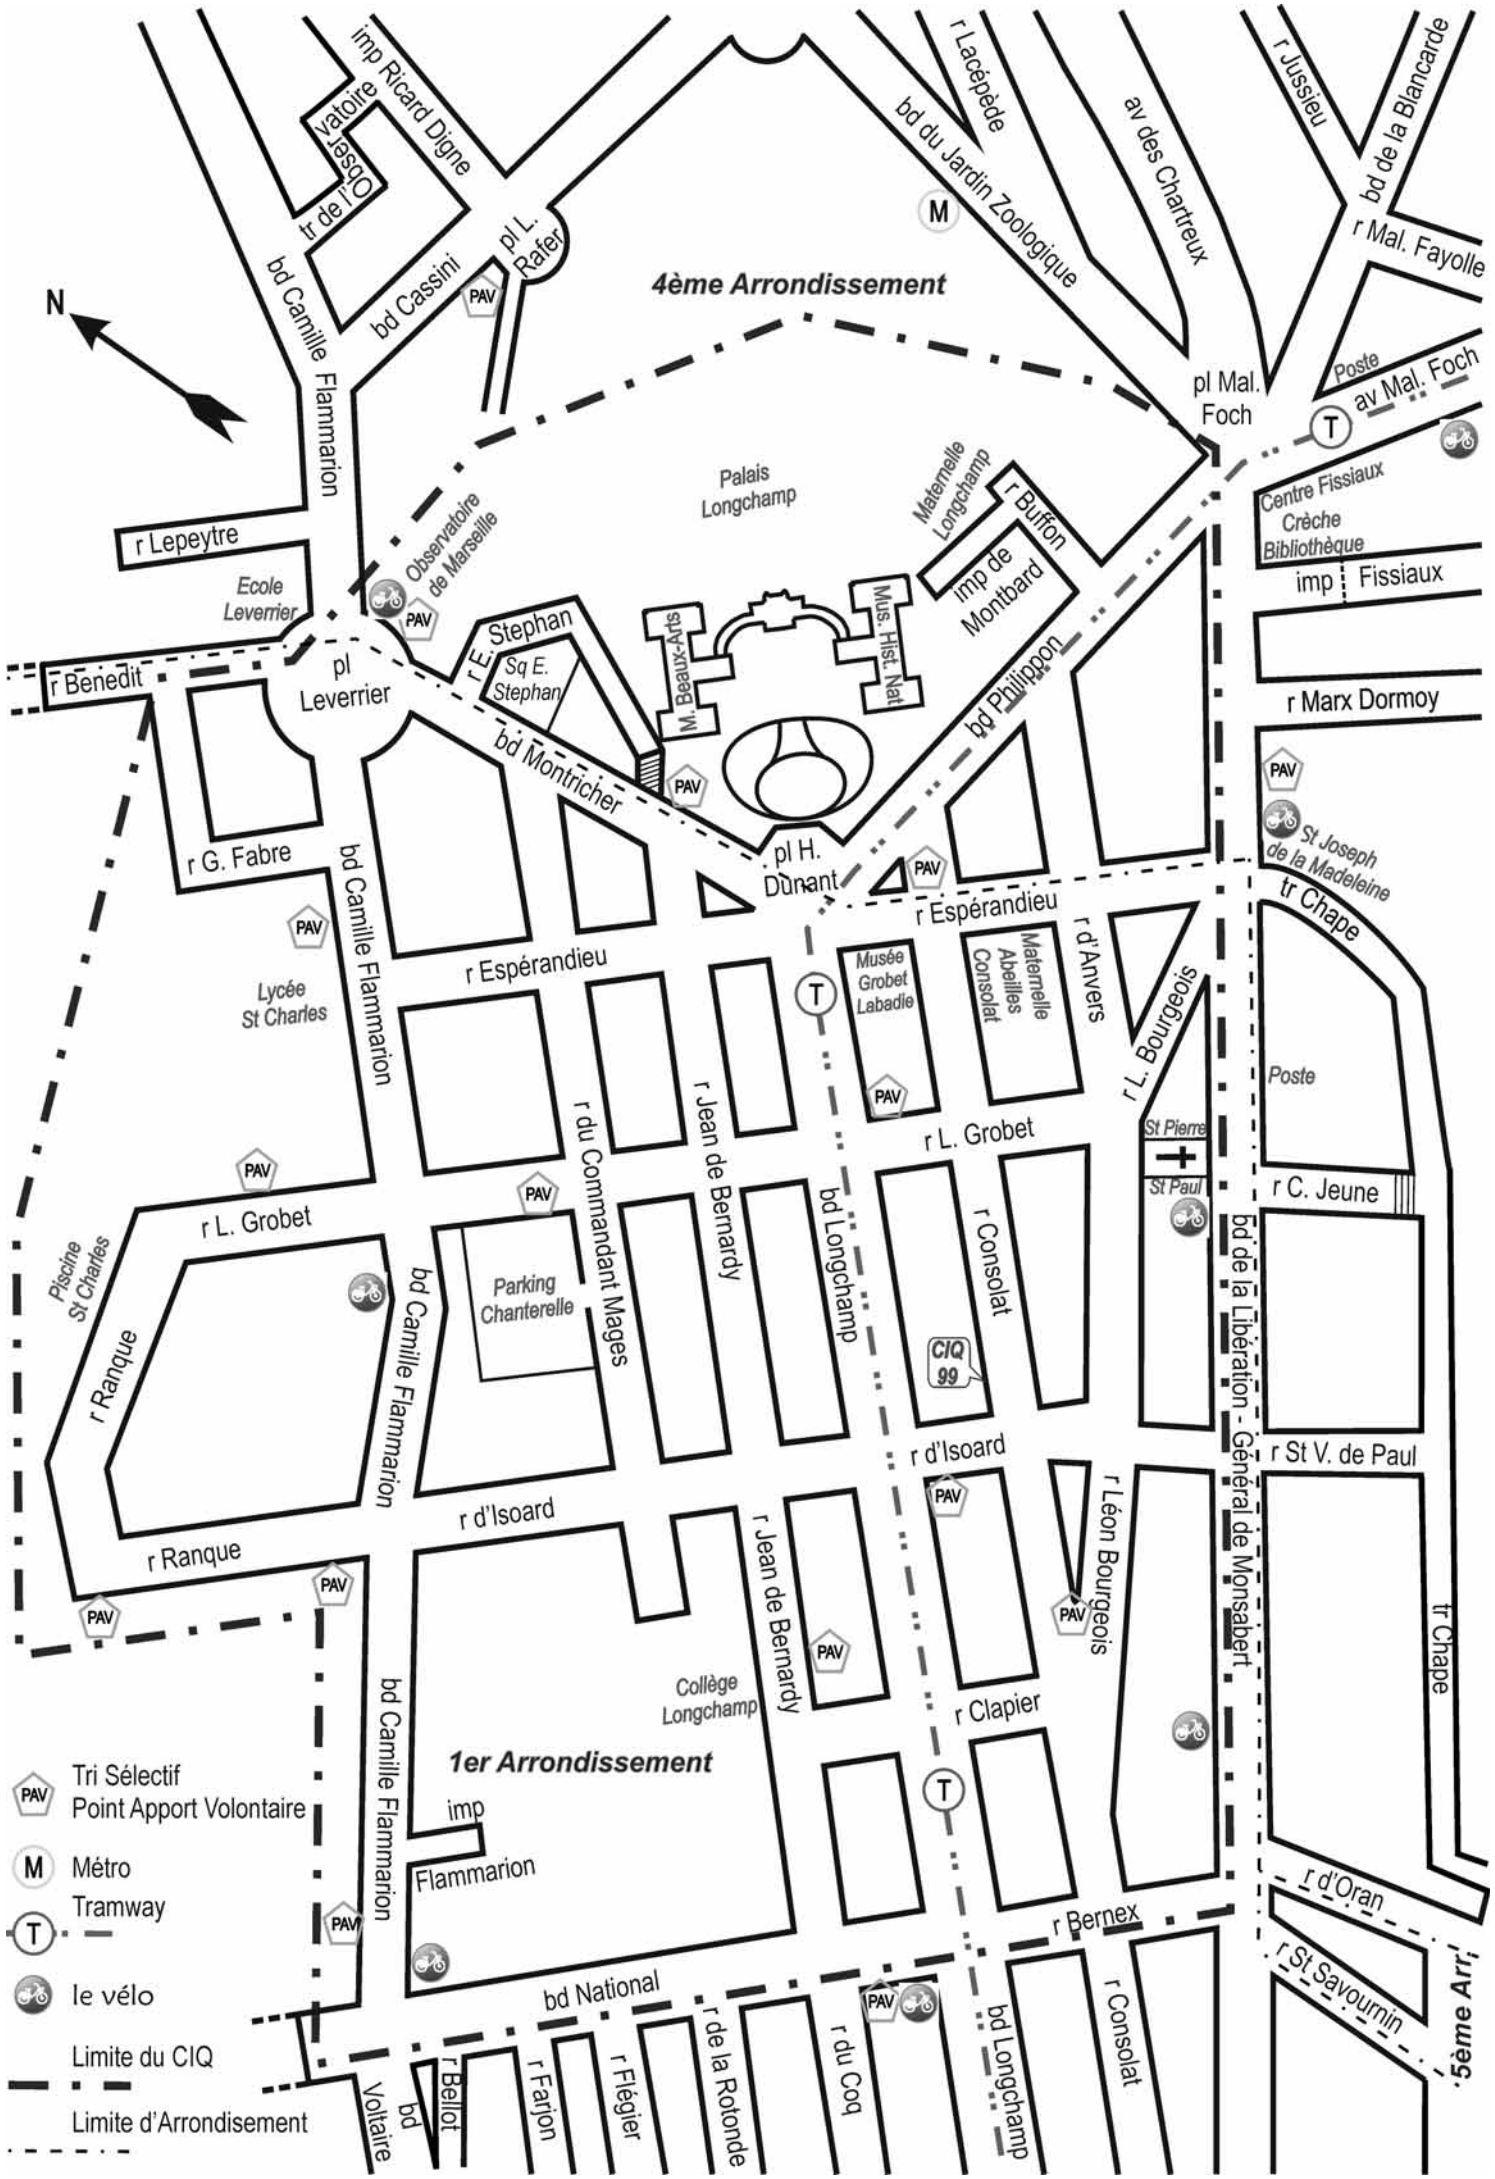 imp Ricard Digne
r Lacépède
r Jussieu
bd de la Blancarde
tr de l'Obser
vatoire
bd du Jardin Zoologique
av des Chartreux
M
r Mal. Fayolle
pl L.
Rafer
bd Cassini
PAV
bd Camille Flammarion
4ème Arrondissement
N
pl Mal.
Foch
Poste
av Mal. Foch
T
r Lepeytre
Ecole
Leverrier
Observatoire
de Marseille
PAV
Palais
Longchamp
Maternelle
Longchamp
r Buffon
imp de
Montbard
Centre Fissiaux
Crèche
Bibliothèque
imp Fissiaux
r E. Stephan
Sq E.
Stephan
M. Beaux-Arts
Mus. Hist. Nat
r Benedit
pl
Leverrier
bd Montricher
PAV
bd Philippon
r Marx Dormoy
PAV
St Joseph
de la Madeleine
r G. Fabre
bd Camille Flammarion
pl H.
Dunant
PAV
tr Chape
PAV
r Espérandieu
r Espérandieu
r d'Anvers
Lycée
St Charles
T
Musée
Grobet
Labadie
Maternelle
Abeilles
Consolat
r L. Bourgeois
Poste
PAV
r du Commandant Mages
r Jean de Bernardy
r L. Grobet
St Pierre
St Paul
r C. Jeune
PAV
PAV
r L. Grobet
bd Longchamp
r Consolat
bd de la Libération - Général de Monsabert
Piscine
St Charles
r Ranque
bd Camille Flammarion
Parking
Chanterelle
CIQ
99
r d'Isoard
r St V. de Paul
PAV
r d'Isoard
r Jean de Bernardy
r Léon Bourgeois
r Ranque
PAV
PAV
PAV
PAV
tr Chape
Collège
Longchamp
r Clapier
bd Camille Flammarion
1er Arrondissement
T
imp
Flammarion
PAV
r d'Oran
r Bernex
r St Savournin
5ème Arr.
bd National
PAV
r du Coq
bd Longchamp
r Consolat
r de la Rotonde
r Flégier
r Farjon
r Bellot
bd
Voltaire
PAV
Tri Sélectif
Point Apport Volontaire
M
Métro
Tramway
T
le vélo
Limite du CIQ
Limite d'Arrondisement